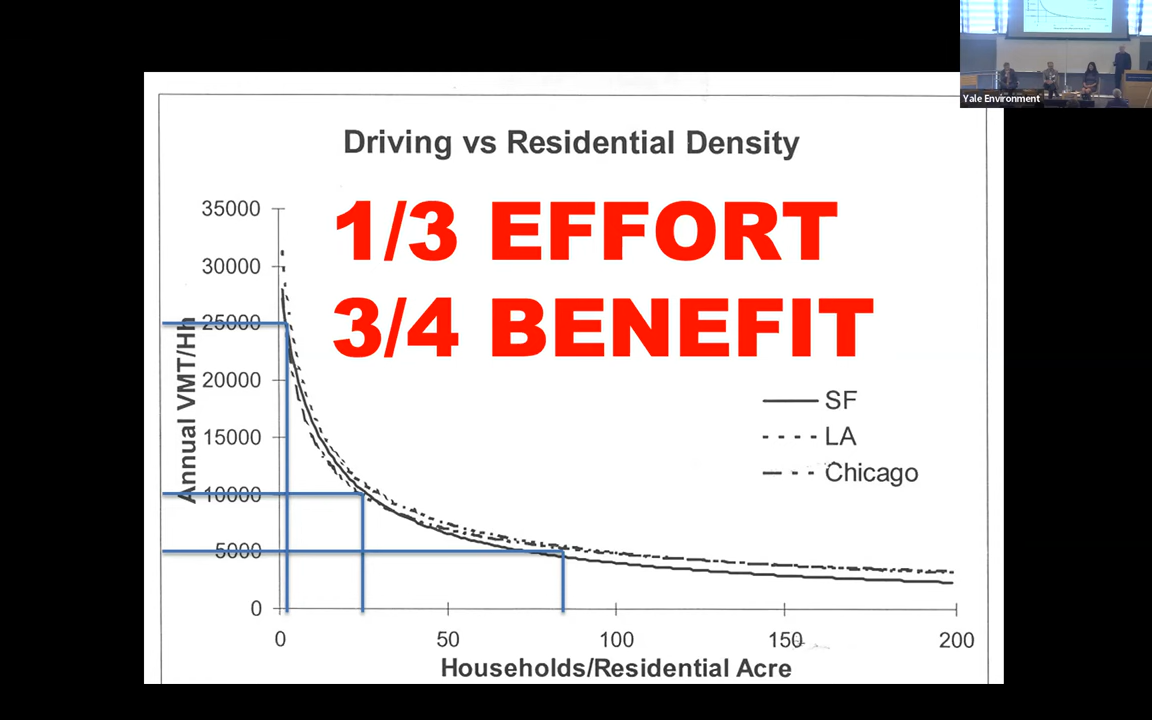 Yale Environment
Driving vs Residential Density
1/3 EFFORT
3/4 BENEFIT
Annual VMT/Hh
35000
30000
25000
20000
15000
10000
5000
0
SF
LA
Chicago
0 50 100 150 200
Households/Residential Acre